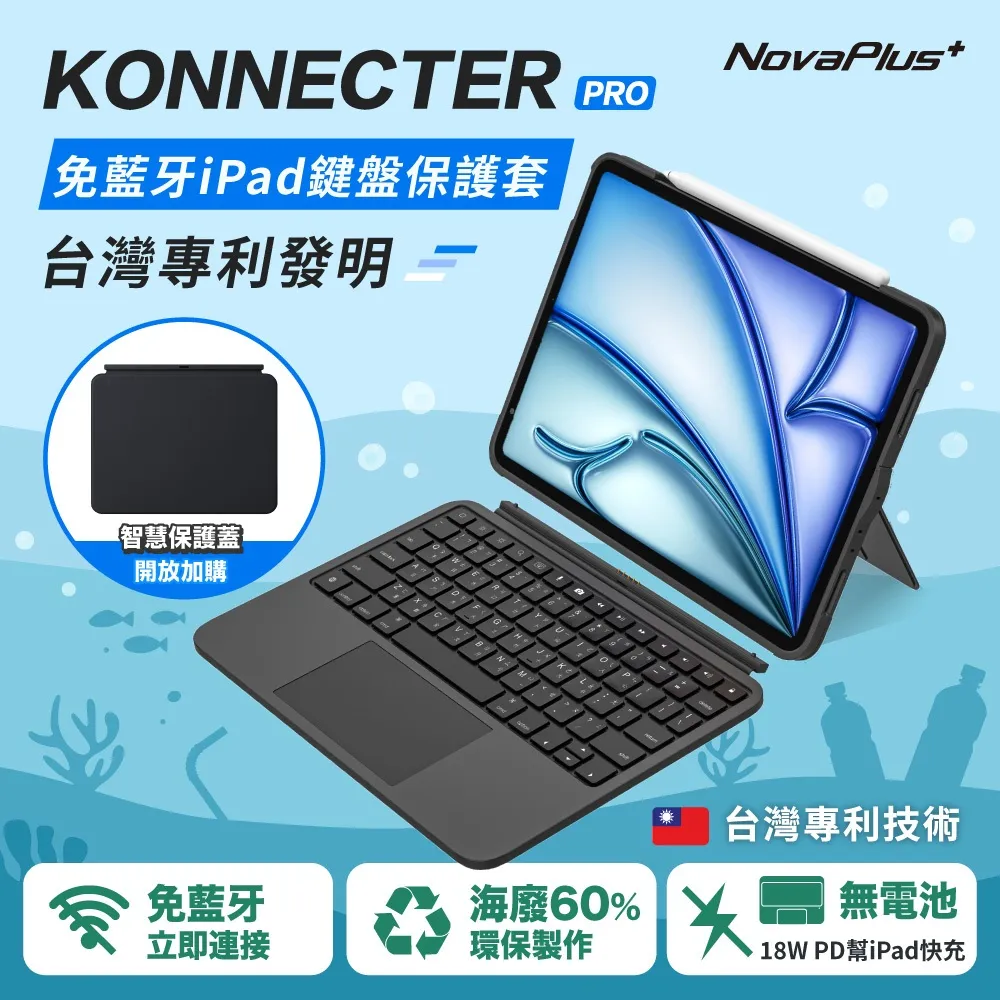 KONNECTER PRO
NovaPlus+
免藍牙iPad鍵盤保護套
台灣專利發明
智慧保護蓋
開放加購
台灣專利技術
免藍牙
立即連接
海廢60%
環保製作
無電池
18W PD幫iPad快充